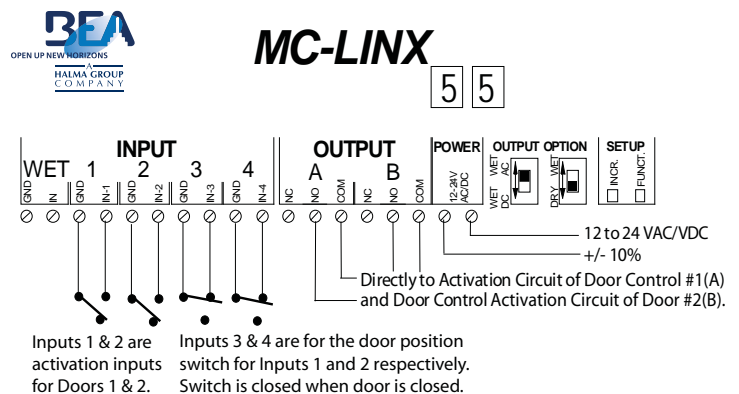 BEA
OPEN UP NEW HORIZONS
A
HALMA GROUP
COMPANY
MC-LINX
5 5
INPUT OUTPUT POWER OUTPUT OPTION SETUP
WET 1 2 3 4 A B
GND IN GND IN-1 GND IN-2 GND IN-3 GND IN-4 NC NO COM NC NO COM 12-24V AC/DC WET DC WET AC DRY WET INCR. FUNCT.
12 to 24 VAC/VDC
+/- 10%
Directly to Activation Circuit of Door Control #1(A)
and Door Control Activation Circuit of Door #2(B).
Inputs 1 & 2 are
activation inputs
for Doors 1 & 2.
Inputs 3 & 4 are for the door position
switch for Inputs 1 and 2 respectively.
Switch is closed when door is closed.